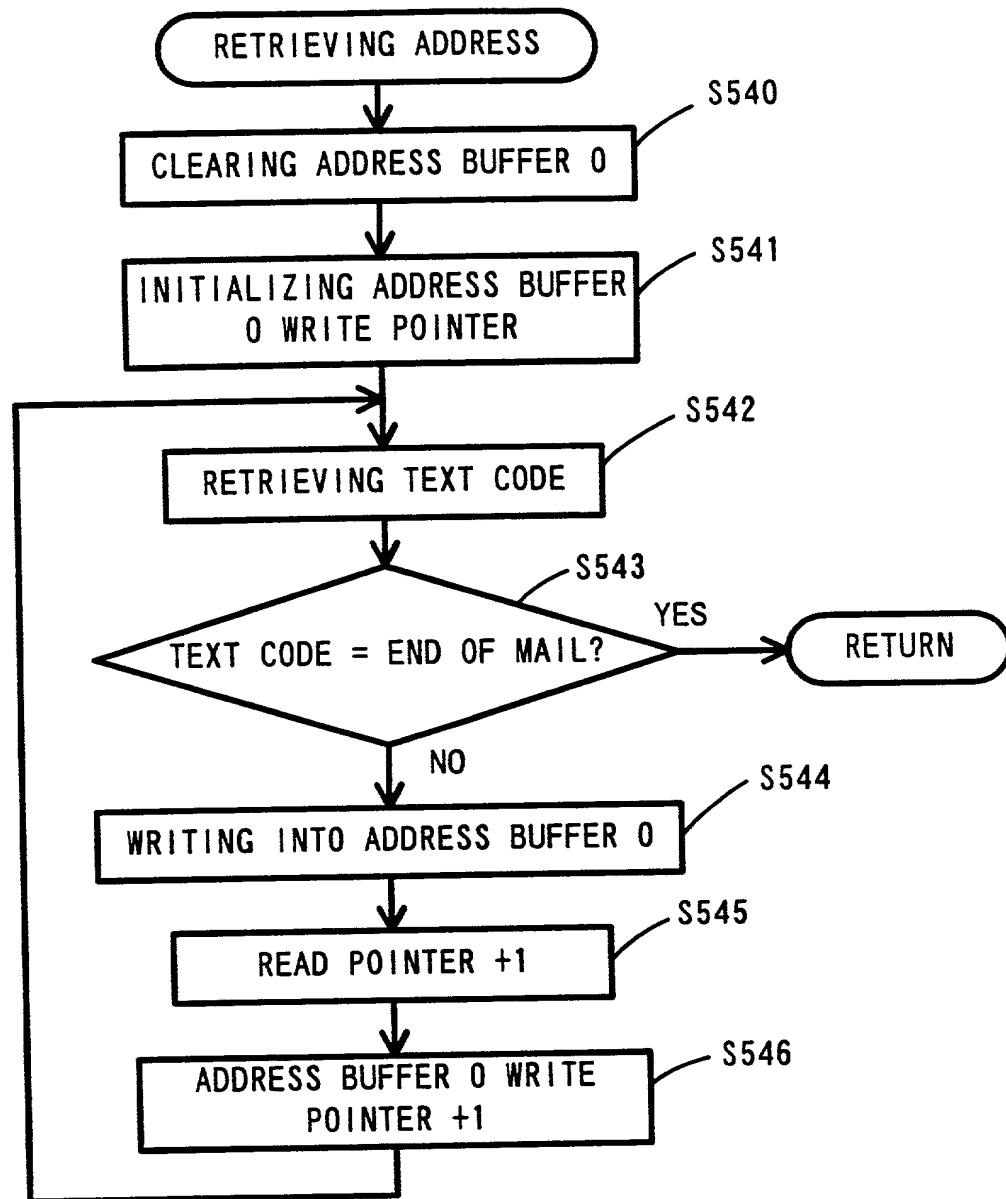 RETRIEVING ADDRESS
S540
CLEARING ADDRESS BUFFER 0
S541
INITIALIZING ADDRESS BUFFER
0 WRITE POINTER
S542
RETRIEVING TEXT CODE
S543
TEXT CODE = END OF MAIL?
YES
RETURN
NO
S544
WRITING INTO ADDRESS BUFFER 0
S545
READ POINTER +1
S546
ADDRESS BUFFER 0 WRITE
POINTER +1